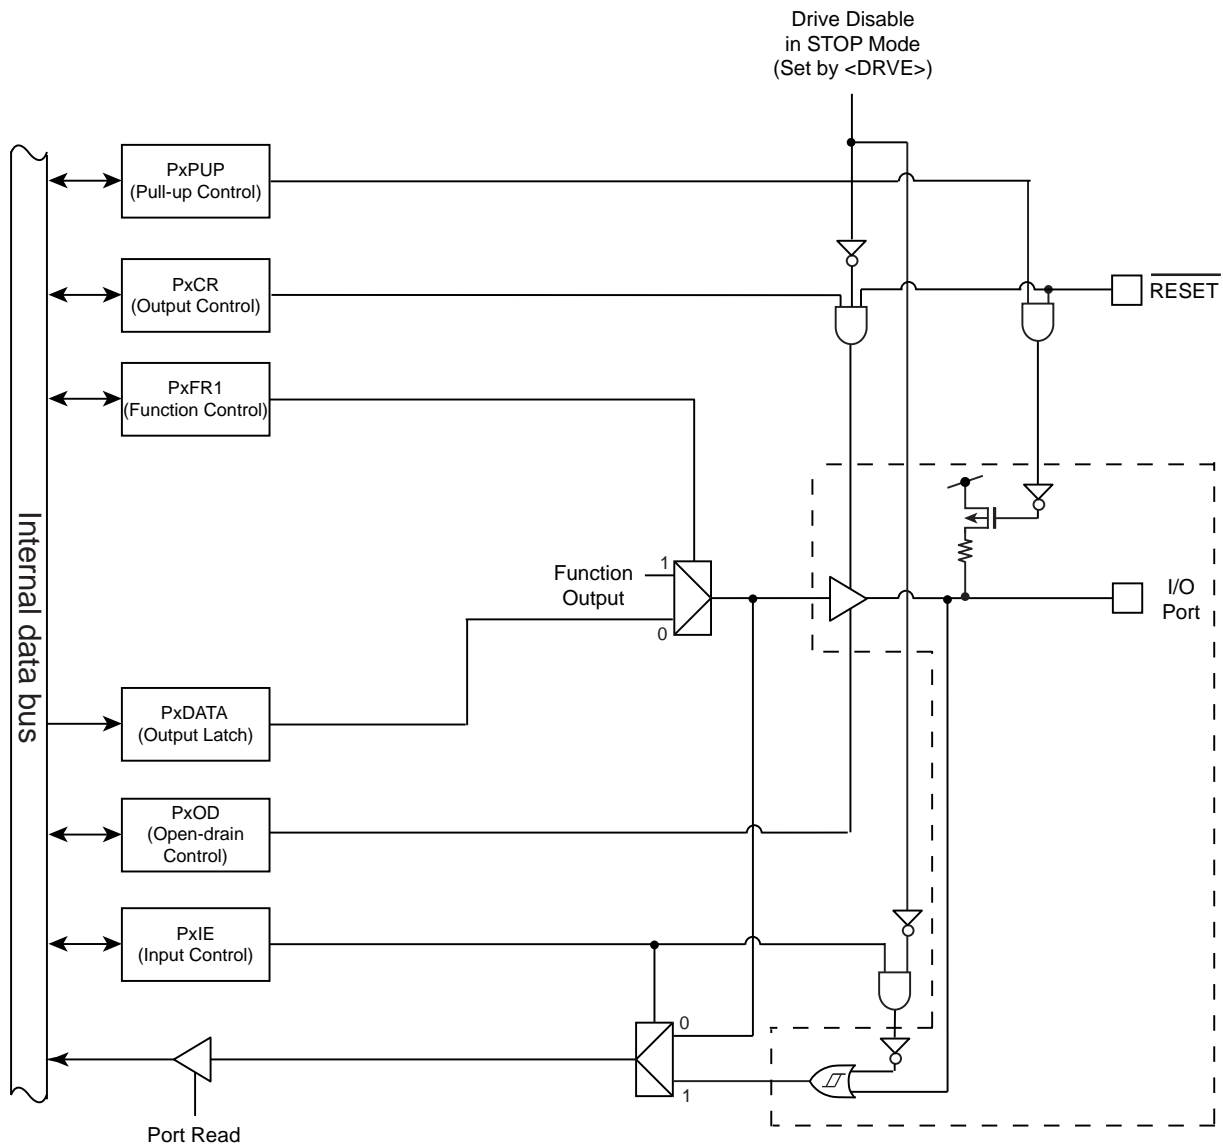 Drive Disable
in STOP Mode
(Set by <DRVE>)
PxPUP
(Pull-up Control)
PxCR
(Output Control)
RESET
PxFR1
(Function Control)
Internal data bus
1
Function
Output
0
I/O
Port
PxDATA
(Output Latch)
PxOD
(Open-drain
Control)
PxIE
(Input Control)
0
1
Port Read